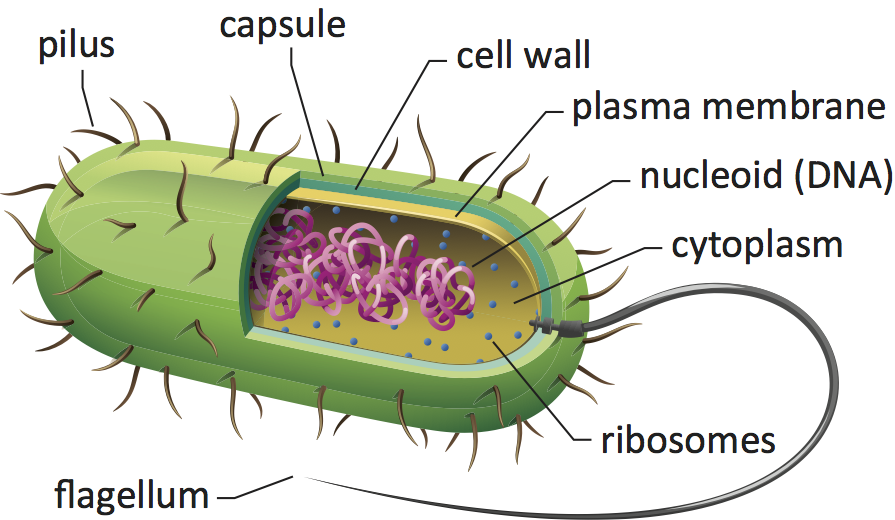 capsule
pilus
cell wall
plasma membrane
nucleoid (DNA)
cytoplasm
ribosomes
flagellum